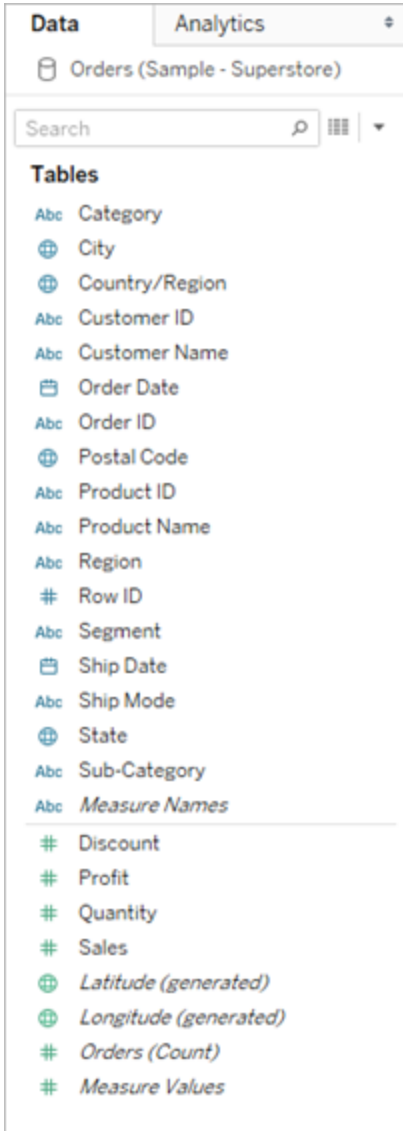 Data Analytics
Orders (Sample - Superstore)
Search
Tables
Abc Category
City
Country/Region
Abc Customer ID
Abc Customer Name
Order Date
Abc Order ID
Postal Code
Abc Product ID
Abc Product Name
Abc Region
# Row ID
Abc Segment
Ship Date
Abc Ship Mode
State
Abc Sub-Category
Abc Measure Names
# Discount
# Profit
# Quantity
# Sales
Latitude (generated)
Longitude (generated)
# Orders (Count)
# Measure Values